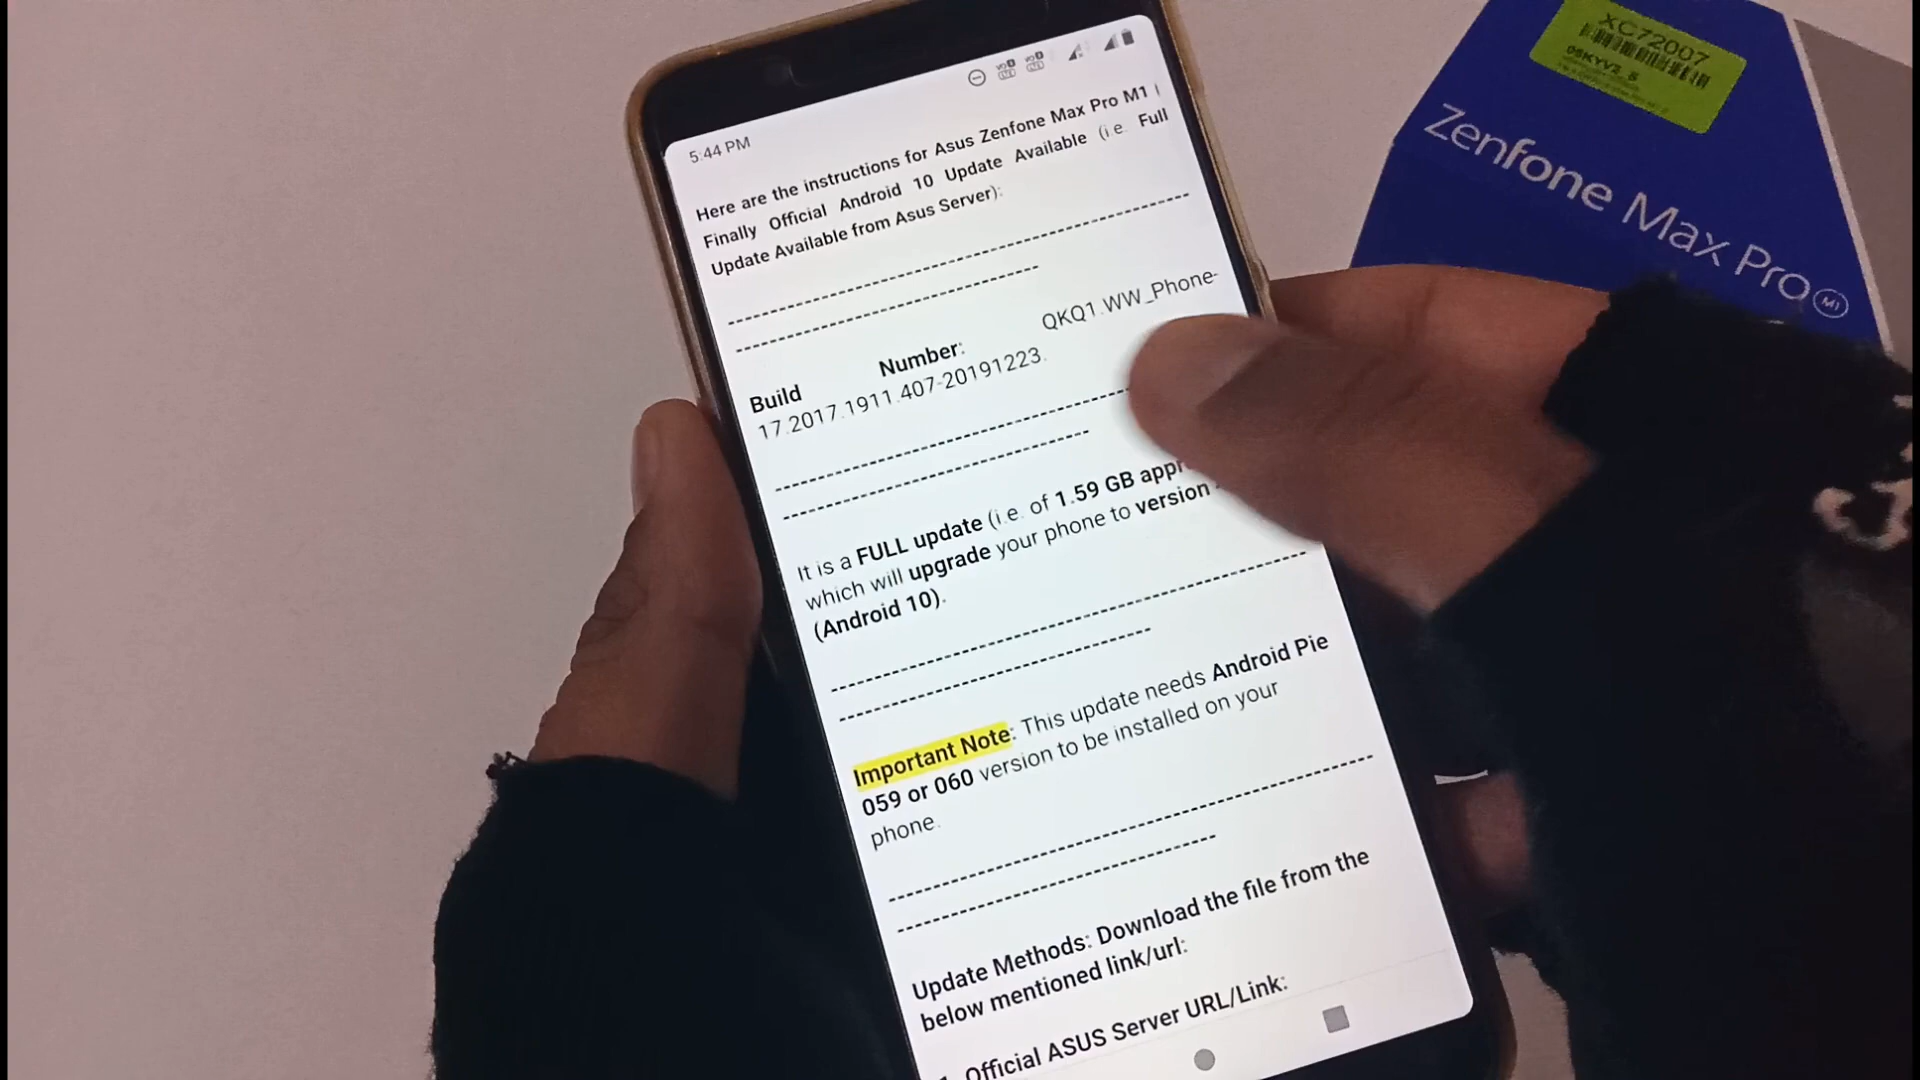 XC72007
Zenfone Max Pro M1
5:44 PM
Here are the instructions for Asus Zenfone Max Pro M1 |
Finally Official Android 10 Update Available (i.e. Full
Update Available from Asus Server):
--------------------------------------------------
--------------------------------
Build Number: QKQ1.WW_Phone-
17.2017.1911.407-20191223.
--------------------------------------------------
--------------------------------
It is a FULL update (i.e. of 1.59 GB
which will upgrade your phone to version
(Android 10).
--------------------------------------------------
--------------------------------
Important Note: This update needs Android Pie
059 or 060 version to be installed on your
phone.
--------------------------------------------------
--------------------------------
Update Methods: Download the file from the
below mentioned link/url:
Official ASUS Server URL/Link: